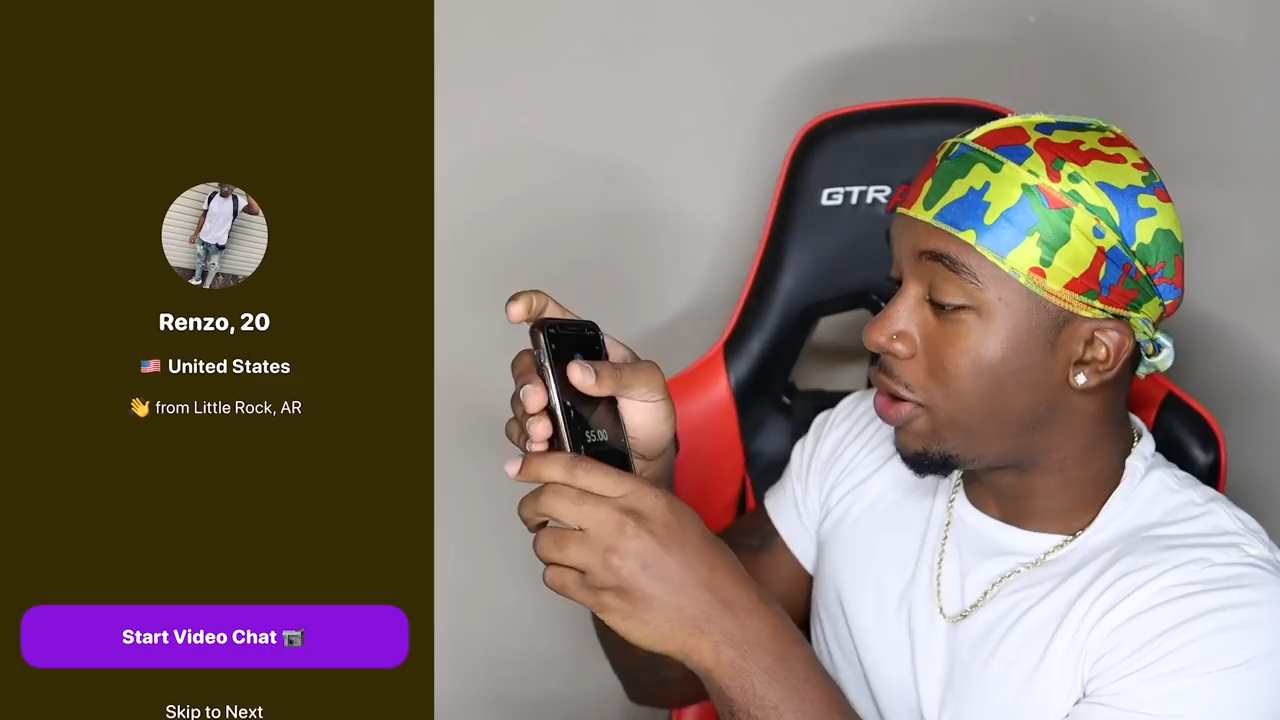 Renzo, 20
🇺🇸 United States
👋 from Little Rock, AR
Start Video Chat 📹
Skip to Next
$5.00
GTR